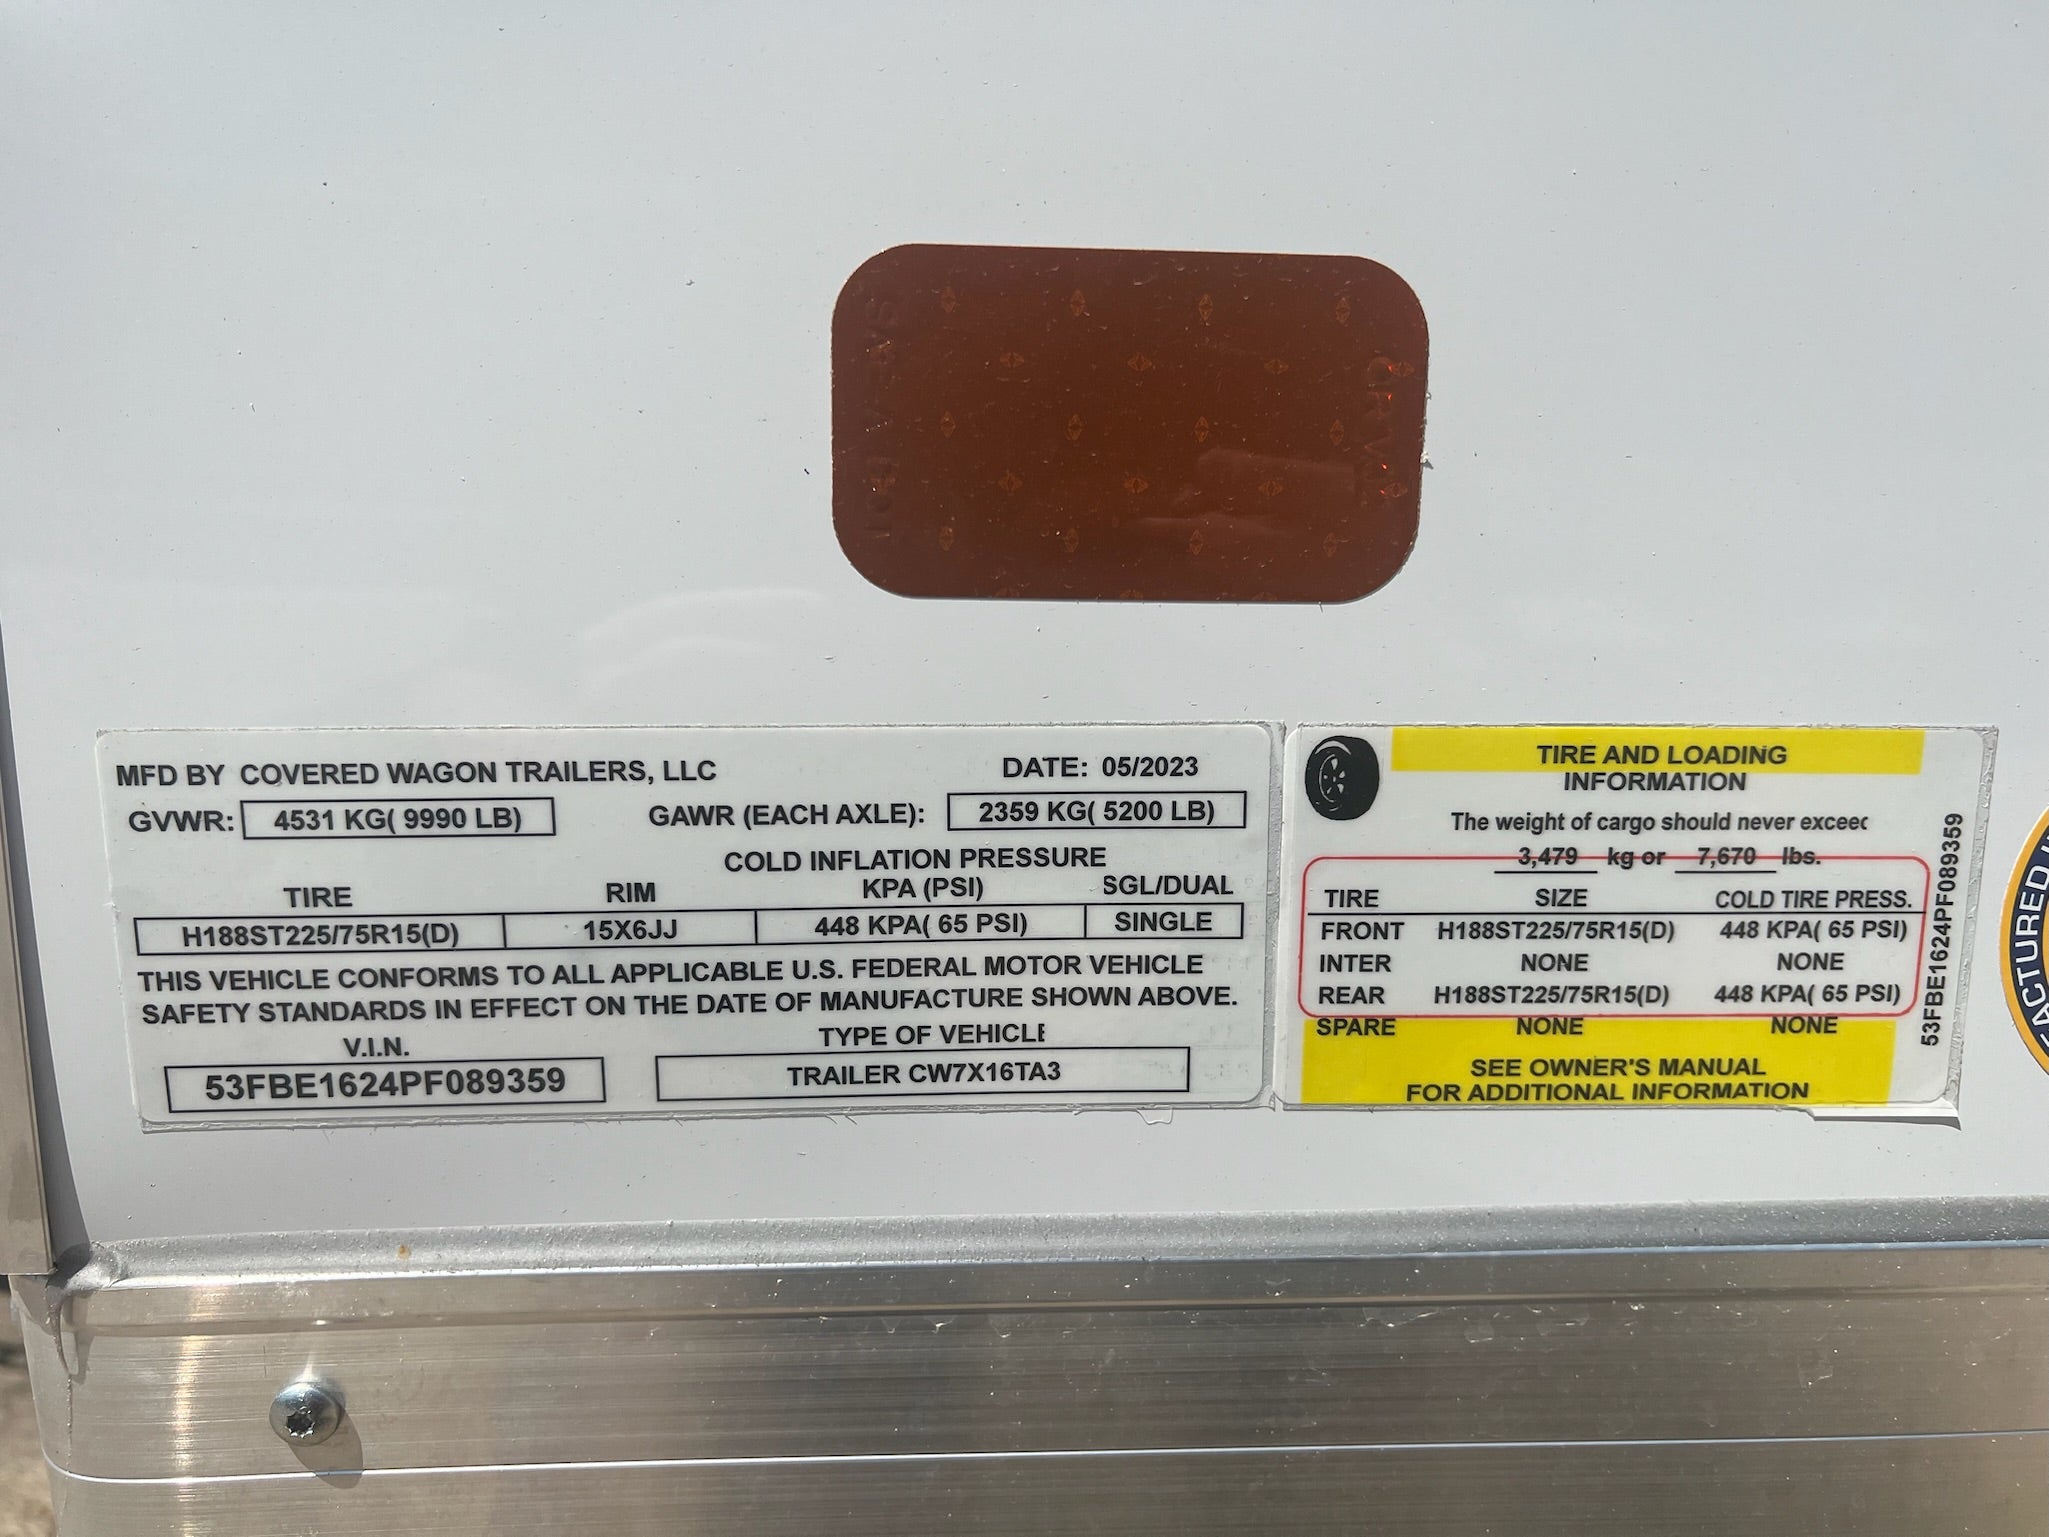 MFD BY COVERED WAGON TRAILERS, LLC DATE: 05/2023
GVWR: 4531 KG( 9990 LB) GAWR (EACH AXLE): 2359 KG( 5200 LB)
COLD INFLATION PRESSURE
TIRE RIM KPA (PSI) SGL/DUAL
H188ST225/75R15(D) 15X6JJ 448 KPA( 65 PSI) SINGLE
THIS VEHICLE CONFORMS TO ALL APPLICABLE U.S. FEDERAL MOTOR VEHICLE
SAFETY STANDARDS IN EFFECT ON THE DATE OF MANUFACTURE SHOWN ABOVE.
V.I.N. TYPE OF VEHICLE
53FBE1624PF089359 TRAILER CW7X16TA3
TIRE AND LOADING
INFORMATION
The weight of cargo should never exceed
3,479 kg or 7,670 lbs.
TIRE SIZE COLD TIRE PRESS.
FRONT H188ST225/75R15(D) 448 KPA( 65 PSI)
INTER NONE NONE
REAR H188ST225/75R15(D) 448 KPA( 65 PSI)
SPARE NONE NONE
SEE OWNER'S MANUAL
FOR ADDITIONAL INFORMATION
53FBE1624PF089359